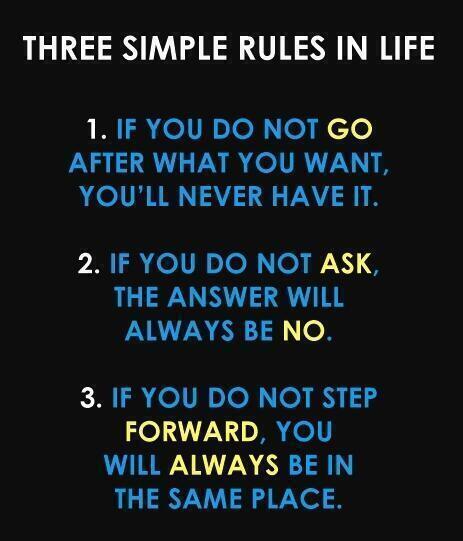 THREE SIMPLE RULES IN LIFE
1. IF YOU DO NOT GO
AFTER WHAT YOU WANT,
YOU'LL NEVER HAVE IT.
2. IF YOU DO NOT ASK,
THE ANSWER WILL
ALWAYS BE NO.
3. IF YOU DO NOT STEP
FORWARD, YOU
WILL ALWAYS BE IN
THE SAME PLACE.